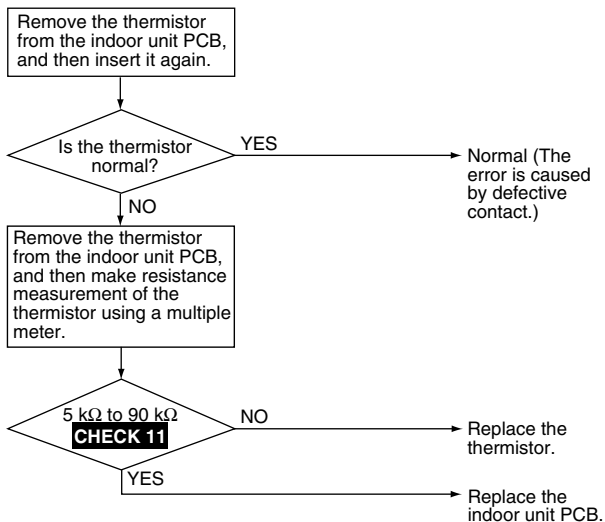 Remove the thermistor
from the indoor unit PCB,
and then insert it again.
Is the thermistor
normal?
YES
Normal (The
error is caused
by defective
contact.)
NO
Remove the thermistor
from the indoor unit PCB,
and then make resistance
measurement of the
thermistor using a multiple
meter.
5 kΩ to 90 kΩ
CHECK 11
NO
Replace the
thermistor.
YES
Replace the
indoor unit PCB.